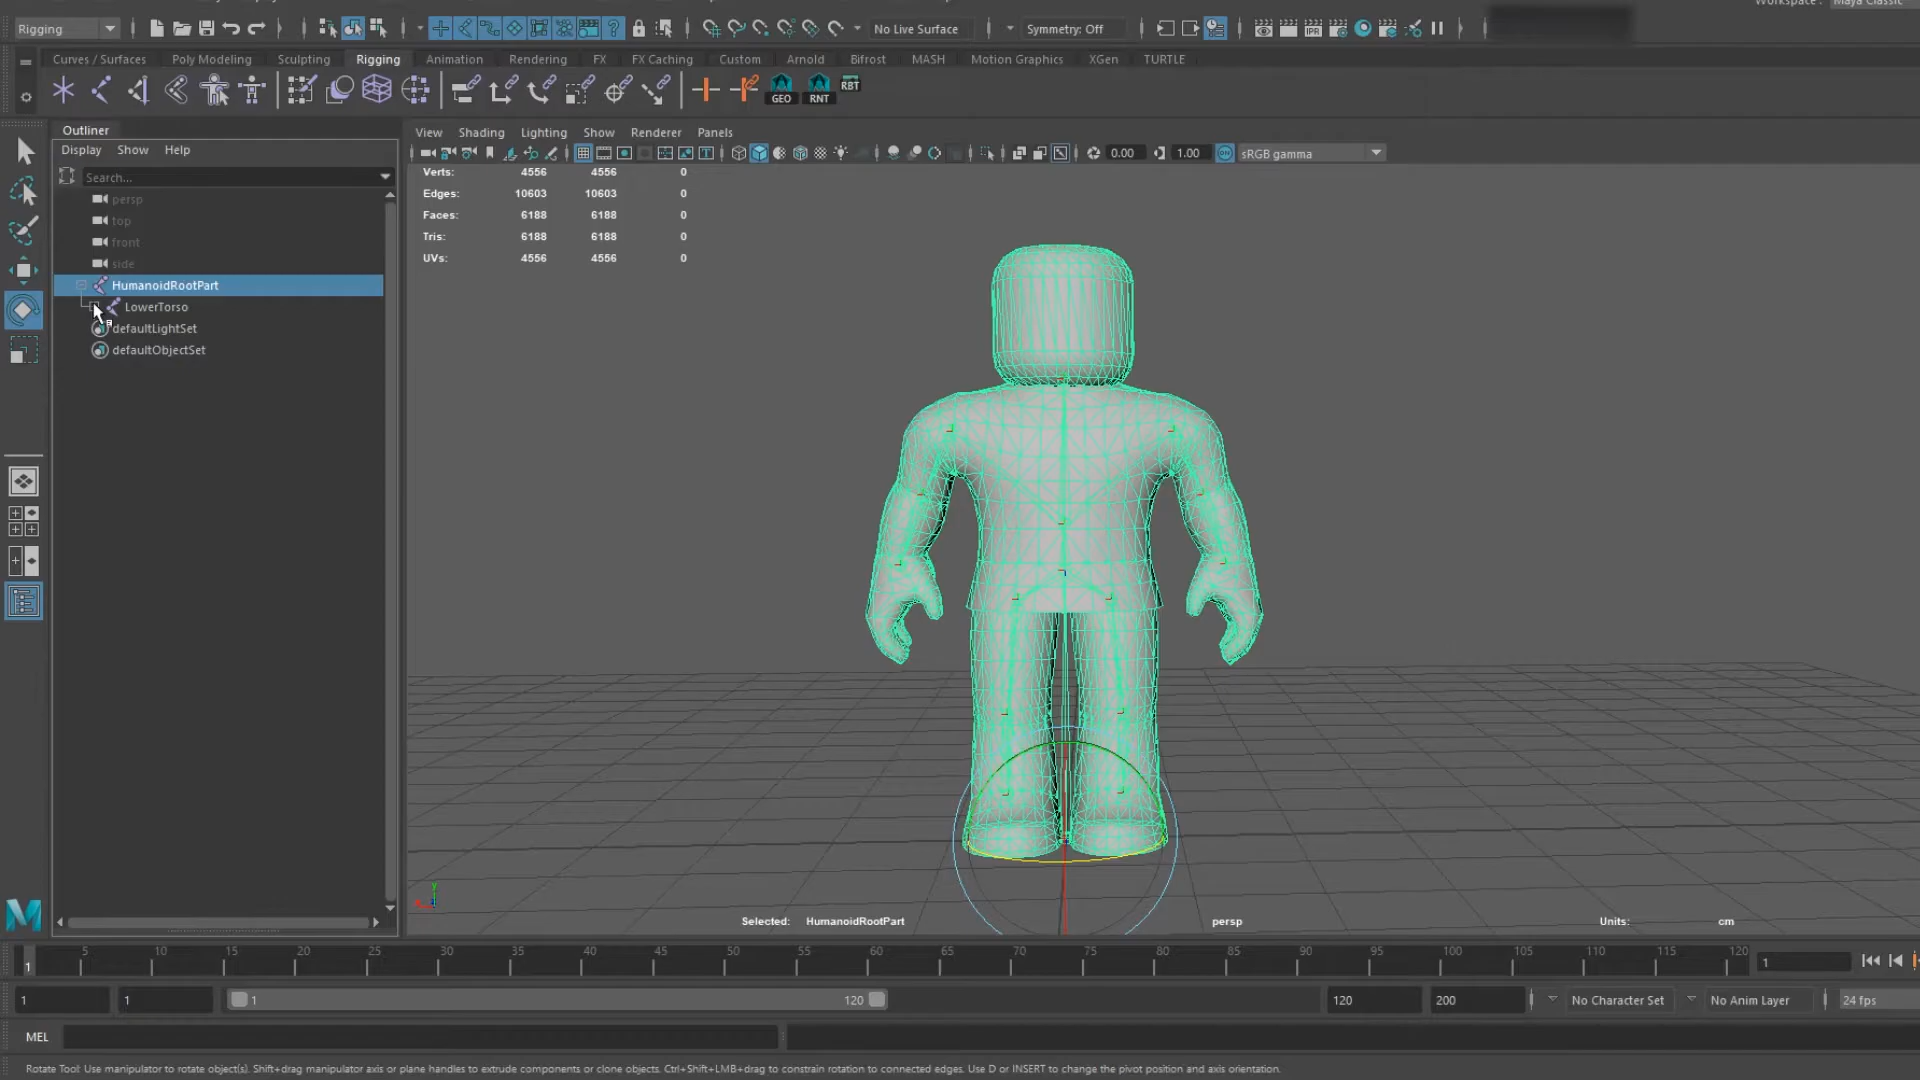 Workspace : Maya Classic
Rigging
No Live Surface
Symmetry: Off
IPR
Curves / Surfaces Poly Modeling Sculpting Rigging Animation Rendering FX FX Caching Custom Arnold Bifrost MASH Motion Graphics XGen TURTLE
GEO RNT RBT
Outliner
Display Show Help
Search...
persp
top
front
side
HumanoidRootPart
LowerTorso
defaultLightSet
defaultObjectSet
View Shading Lighting Show Renderer Panels
0.00 1.00 ON sRGB gamma
Verts: 4556 4556 0
Edges: 10603 10603 0
Faces: 6188 6188 0
Tris: 6188 6188 0
UVs: 4556 4556 0
y
Selected: HumanoidRootPart persp Units: cm
1 5 10 15 20 25 30 35 40 45 50 55 60 65 70 75 80 85 90 95 100 105 110 115 120 1
1 1 1 120 120 200 No Character Set No Anim Layer 24 fps
MEL
Rotate Tool: Use manipulator to rotate object(s). Shift+drag manipulator axis or plane handles to extrude components or clone objects. Ctrl+Shift+LMB+drag to constrain rotation to connected edges. Use D or INSERT to change the pivot position and axis orientation.